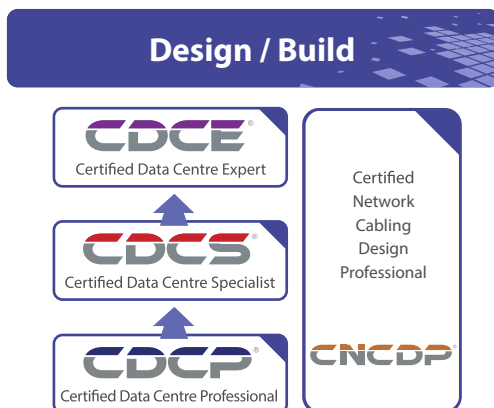 Design / Build
CDCE®
Certified Data Centre Expert
CDCS®
Certified Data Centre Specialist
CDCP®
Certified Data Centre Professional
Certified
Network
Cabling
Design
Professional
CNCDP®